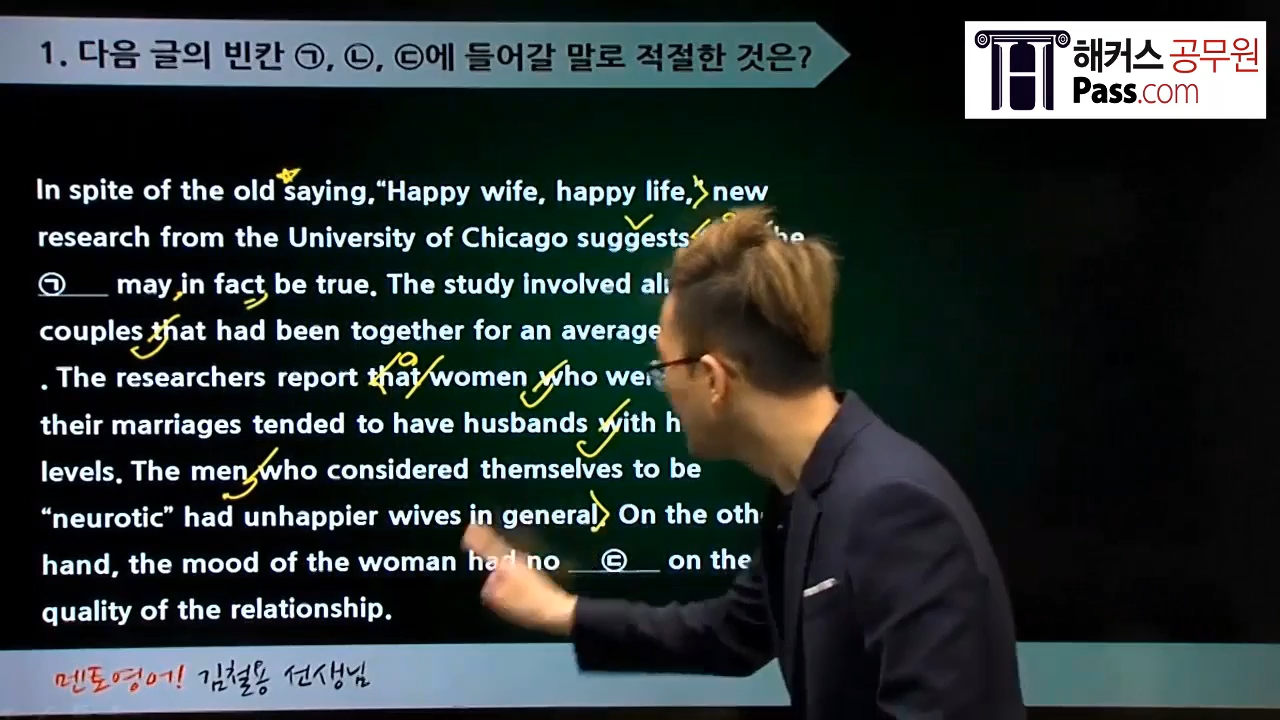 1. 다음 글의 빈칸 ㉠, ㉡, ㉢에 들어갈 말로 적절한 것은?
해커스 공무원
Pass.com
In spite of the old saying,“Happy wife, happy life, new
research from the University of Chicago suggests
㉠ may in fact be true. The study involved
couples that had been together for an average
. The researchers report that women who
their marriages tended to have husbands with
levels. The men who considered themselves to be
“neurotic” had unhappier wives in general. On the
hand, the mood of the woman had no ㉢ on the
quality of the relationship.
멘토영어! 김철용 선생님